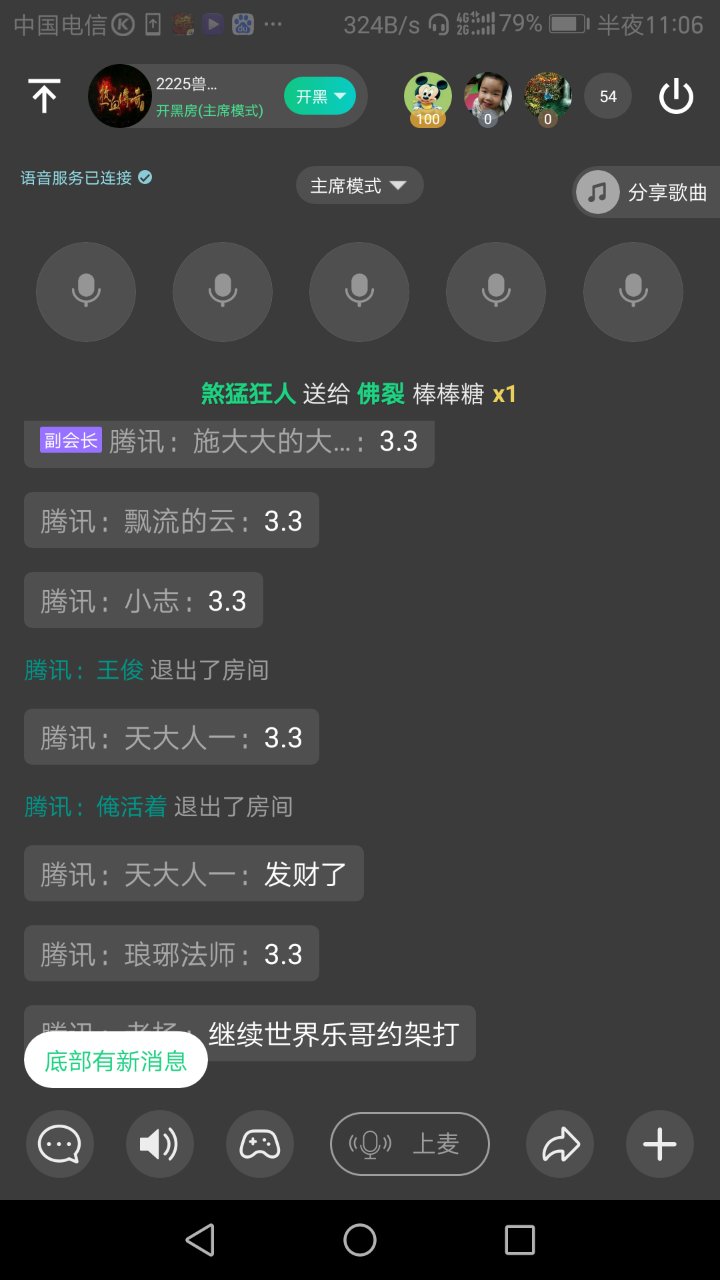 中国电信 324B/s 4G 2G 79% 半夜11:06
2225兽...
开黑房(主席模式)
开黑
100 0 0 54
语音服务已连接
主席模式
分享歌曲
煞猛狂人 送给 佛裂 棒棒糖 x1
副会长 腾讯：施大大的大...：3.3
腾讯：飘流的云：3.3
腾讯：小志：3.3
腾讯：王俊 退出了房间
腾讯：天大人一：3.3
腾讯：俺活着 退出了房间
腾讯：天大人一：发财了
腾讯：琅琊法师：3.3
腾讯：老杨：继续世界乐哥约架打
底部有新消息
上麦